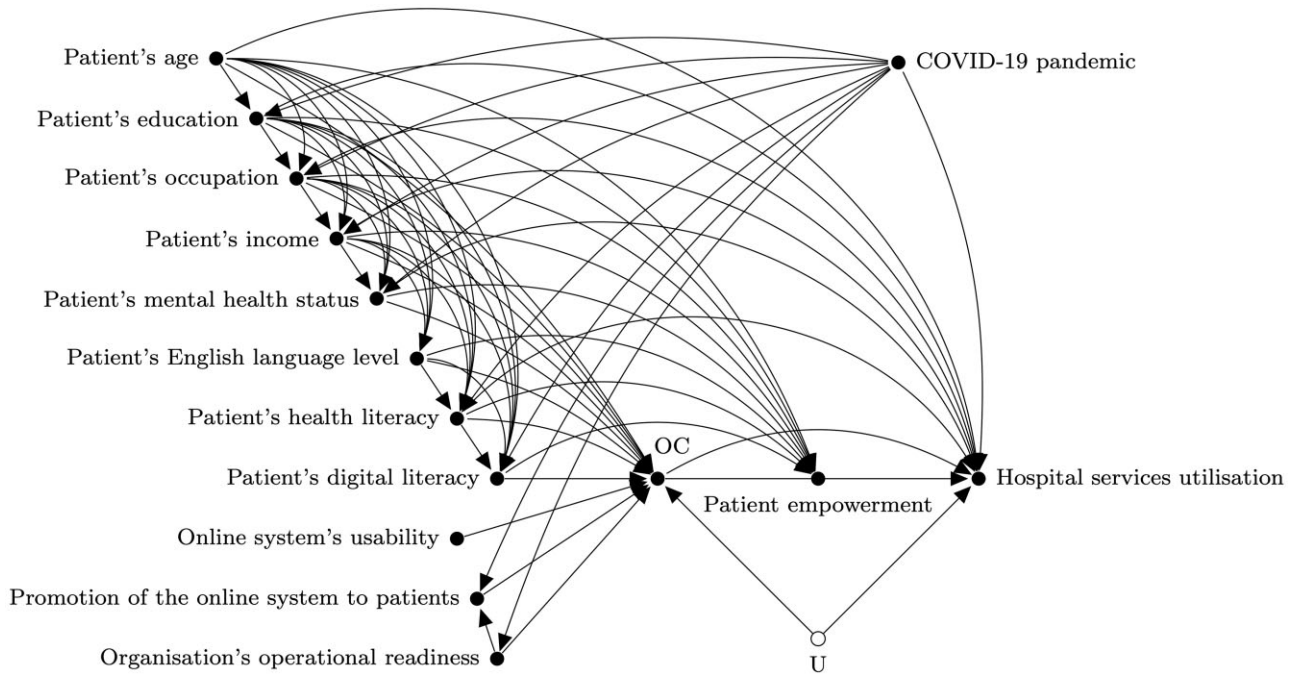 Patient's age
COVID-19 pandemic
Patient's education
Patient's occupation
Patient's income
Patient's mental health status
Patient's English language level
Patient's health literacy
OC
Patient's digital literacy
Hospital services utilisation
Patient empowerment
Online system's usability
Promotion of the online system to patients
Organisation's operational readiness
U